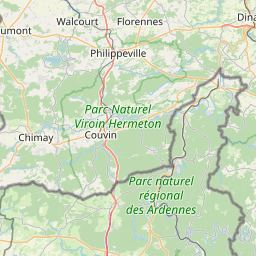 Walcourt
Florennes
Dina
umont
Philippeville
Parc Naturel
Viroin Hermeton
Chimay
Couvin
Parc naturel
régional
des Ardennes